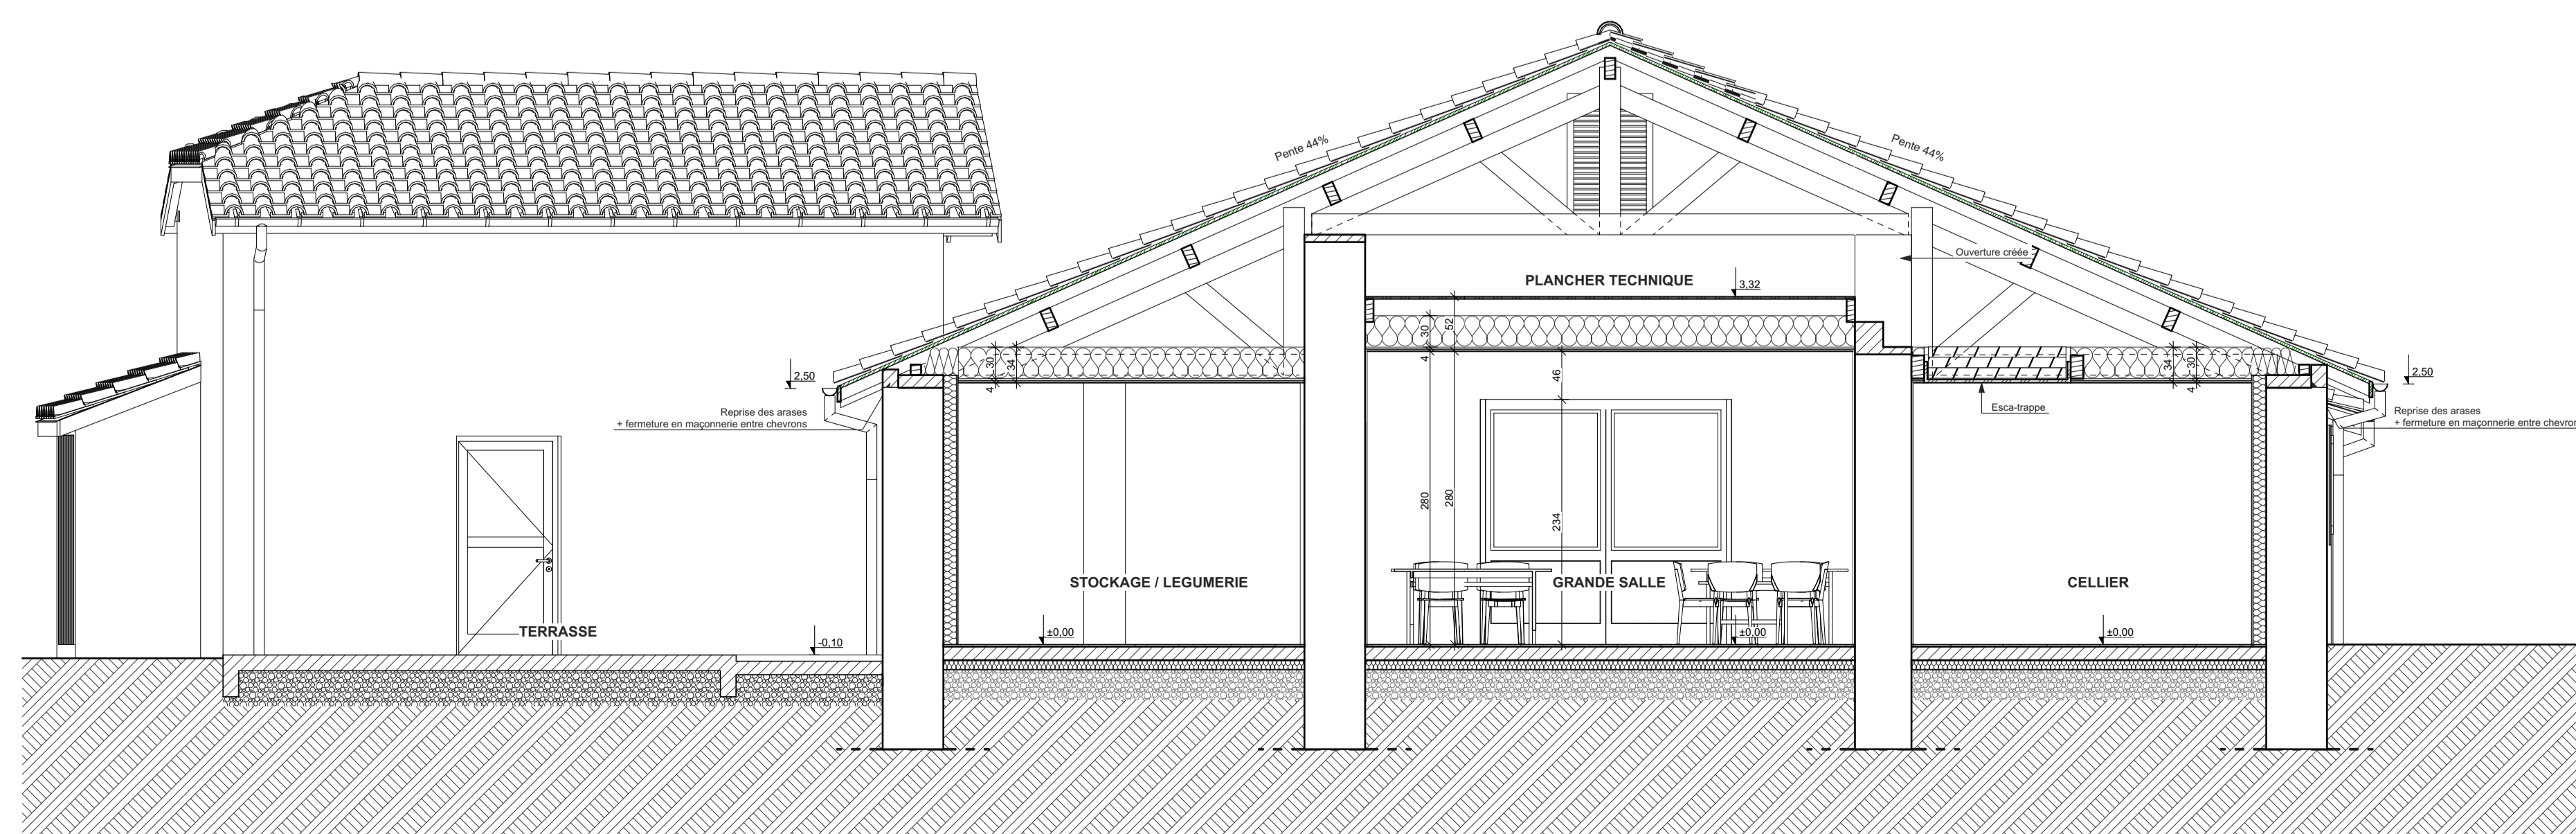 Pente 44%
Pente 44%
Ouverture créée
PLANCHER TECHNIQUE
3,32
30
52
4
30
34
4
46
34
30
4
2,50
2,50
Reprise des arases
+ fermeture en maçonnerie entre chevrons
Esca-trappe
Reprise des arases
+ fermeture en maçonnerie entre chevron
280
280
234
STOCKAGE / LEGUMERIE
GRANDE SALLE
CELLIER
TERRASSE
-0,10
±0,00
±0,00
±0,00